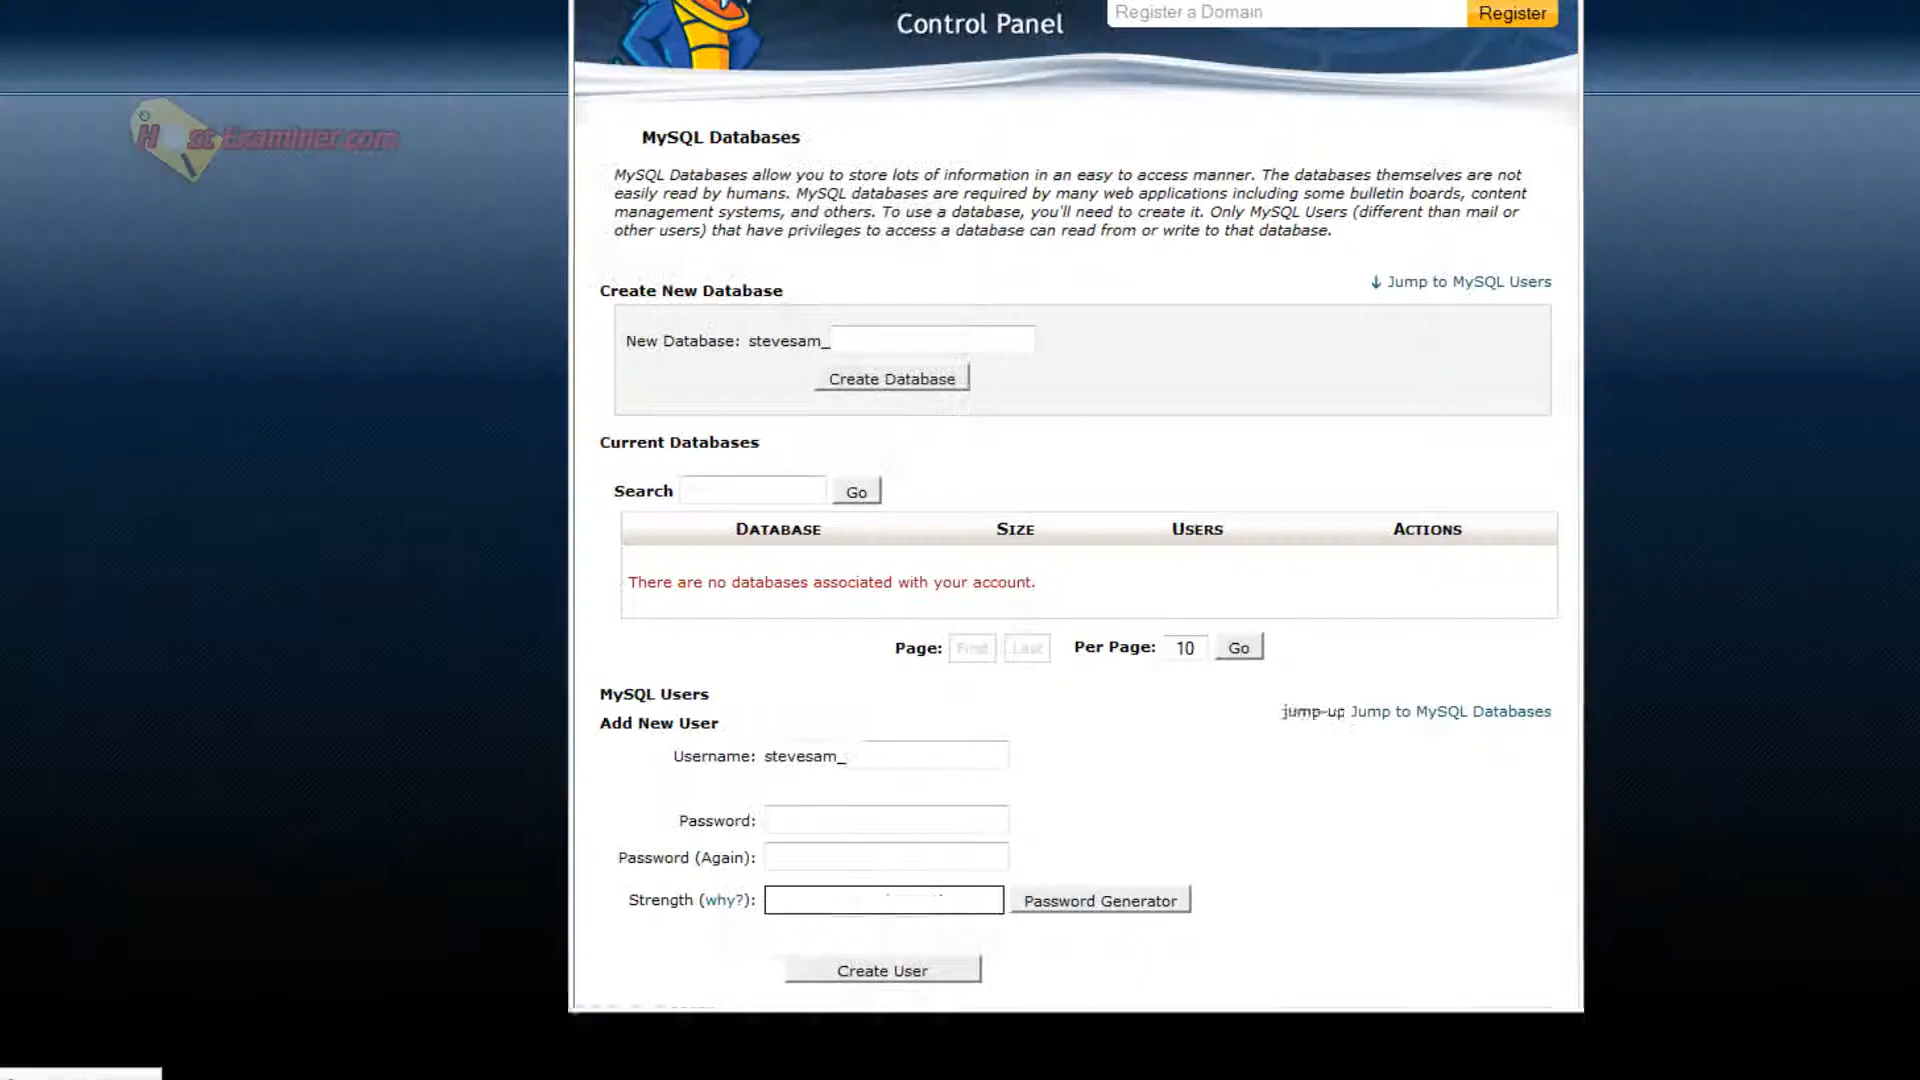 Control Panel
Register a Domain
Register
Host-Examiner.com
MySQL Databases
MySQL Databases allow you to store lots of information in an easy to access manner. The databases themselves are not
easily read by humans. MySQL databases are required by many web applications including some bulletin boards, content
management systems, and others. To use a database, you'll need to create it. Only MySQL Users (different than mail or
other users) that have privileges to access a database can read from or write to that database.
↓ Jump to MySQL Users
Create New Database
New Database: stevesam_
Create Database
Current Databases
Search
Go
DATABASE SIZE USERS ACTIONS
There are no databases associated with your account.
Page: First Last Per Page: 10 Go
MySQL Users
jump-up Jump to MySQL Databases
Add New User
Username: stevesam_
Password:
Password (Again):
Strength (why?):
Password Generator
Create User